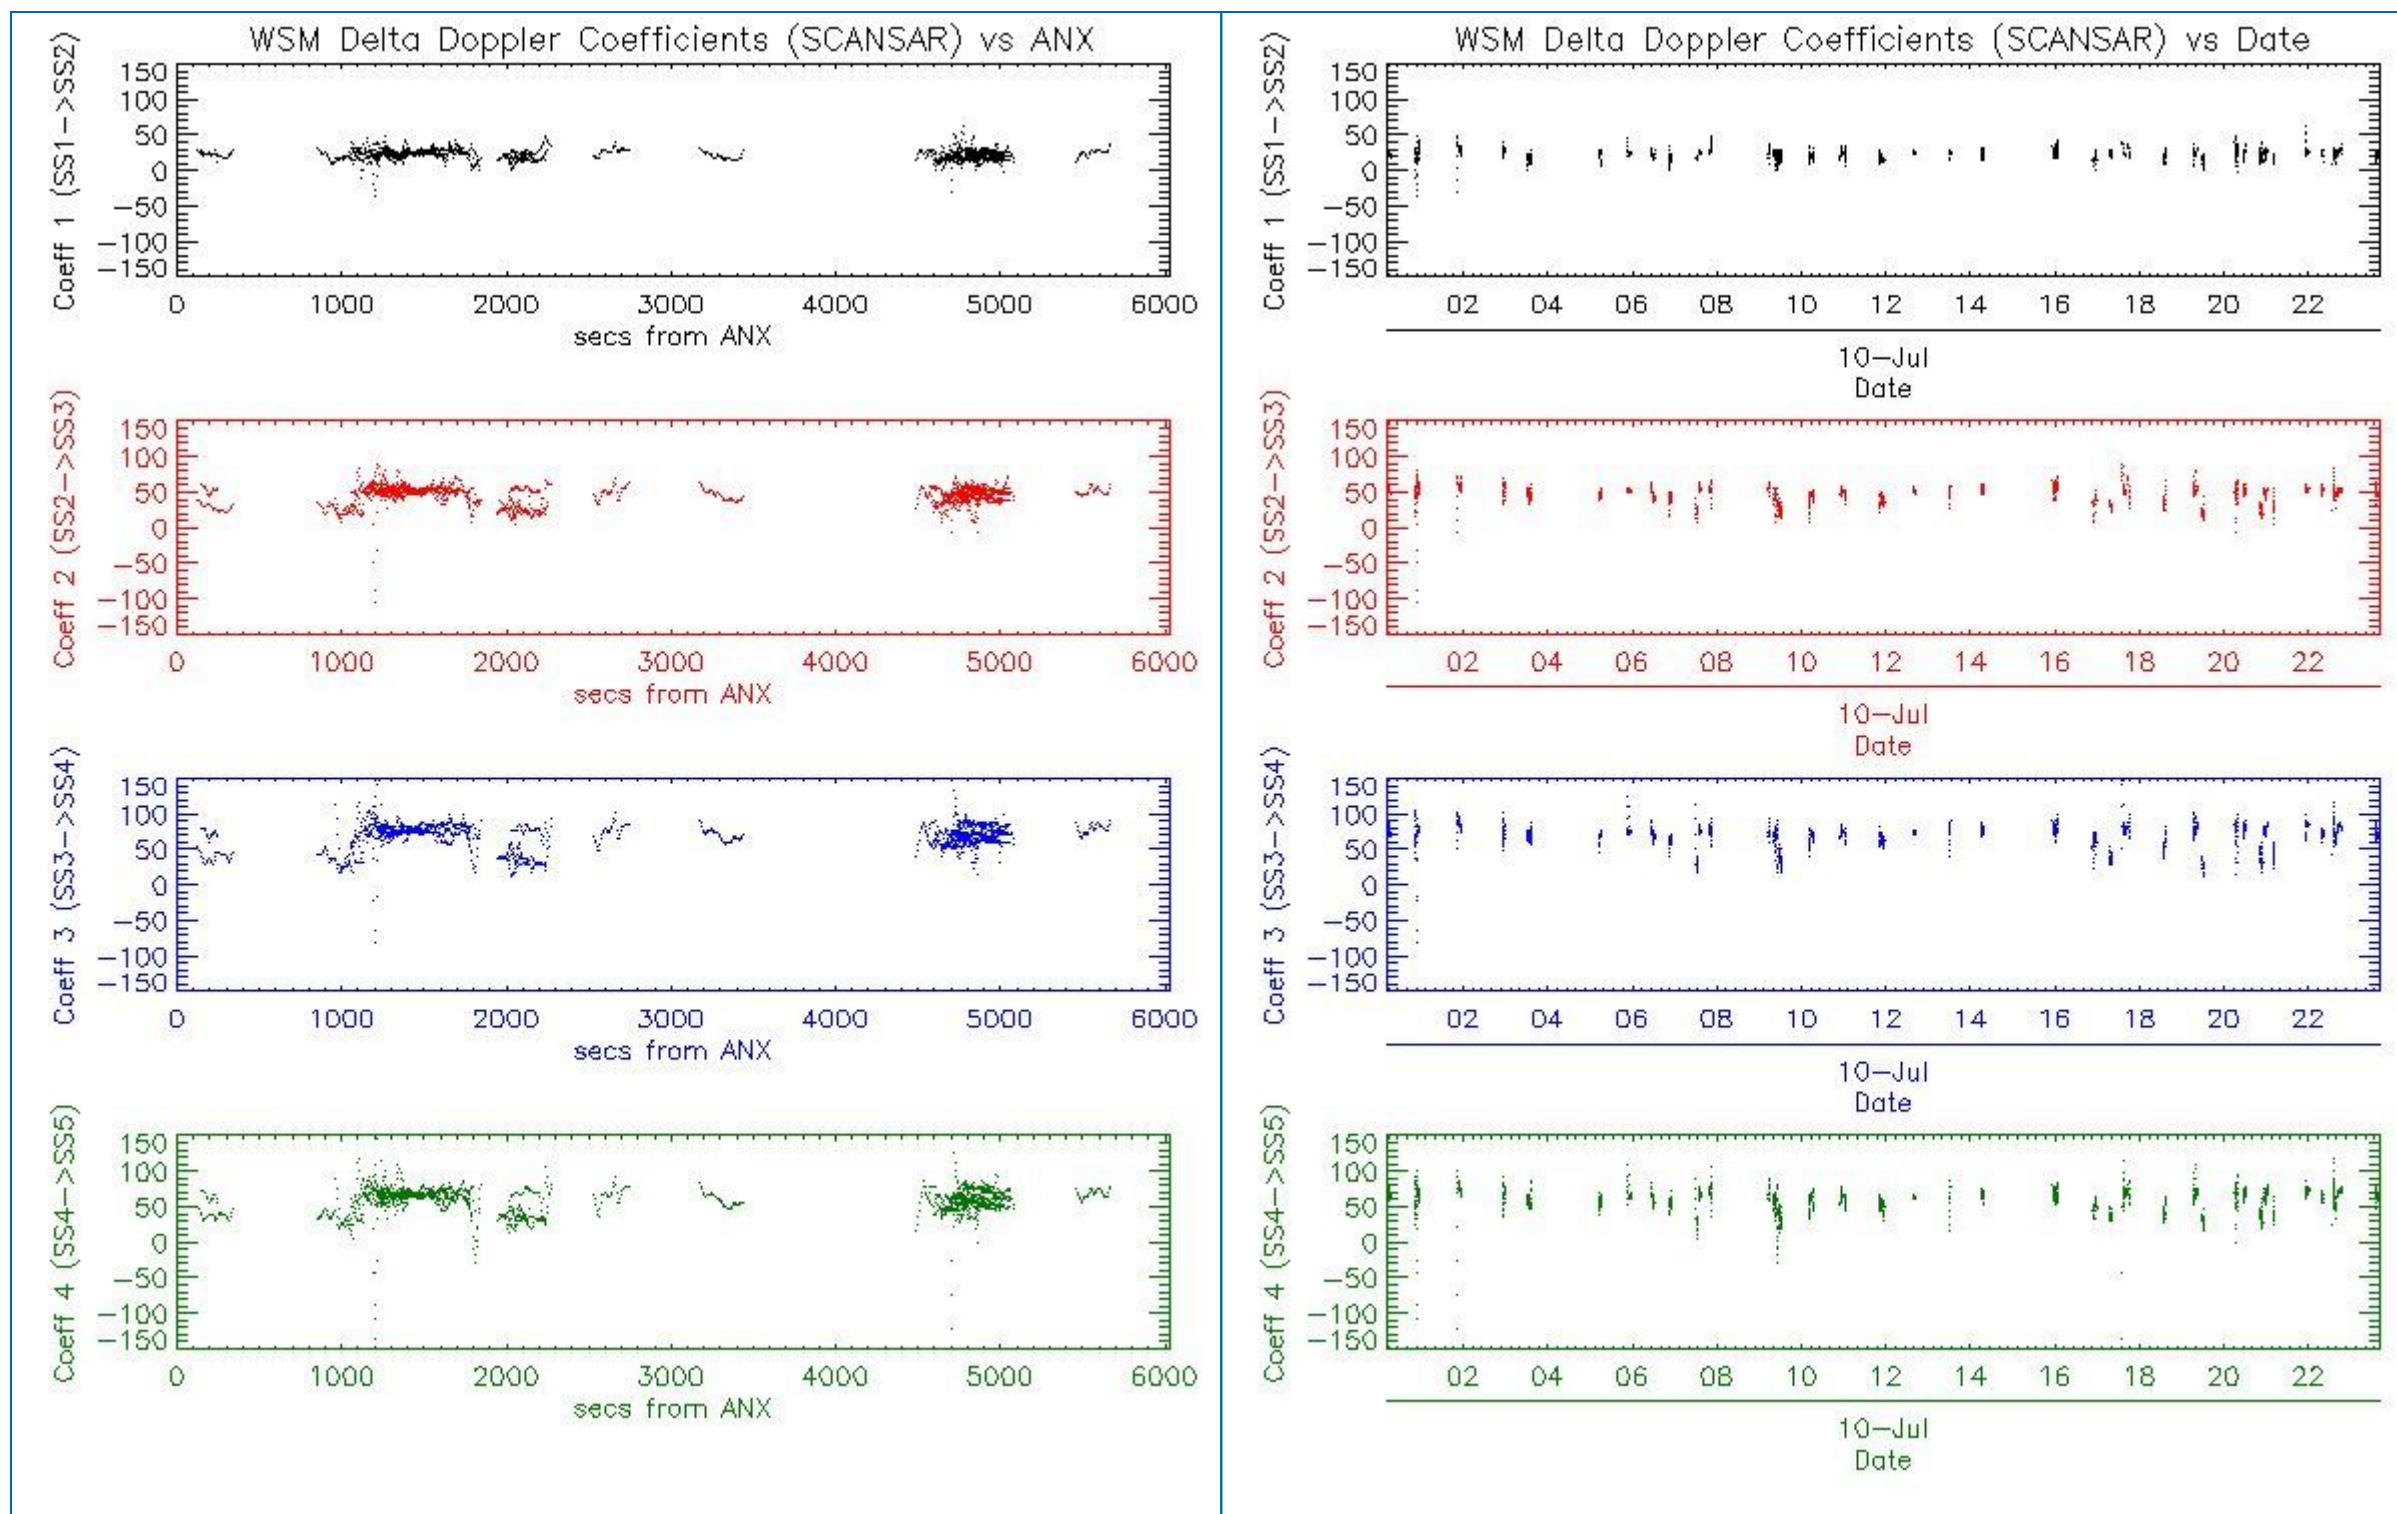 WSM Delta Doppler Coefficients (SCANSAR) vs ANX
Coeff 1 (SS1->SS2)
150
100
50
0
-50
-100
-150
0 1000 2000 3000 4000 5000 6000
secs from ANX
Coeff 2 (SS2->SS3)
150
100
50
0
-50
-100
-150
0 1000 2000 3000 4000 5000 6000
secs from ANX
Coeff 3 (SS3->SS4)
150
100
50
0
-50
-100
-150
0 1000 2000 3000 4000 5000 6000
secs from ANX
Coeff 4 (SS4->SS5)
150
100
50
0
-50
-100
-150
0 1000 2000 3000 4000 5000 6000
secs from ANX
WSM Delta Doppler Coefficients (SCANSAR) vs Date
Coeff 1 (SS1->SS2)
150
100
50
0
-50
-100
-150
02 04 06 08 10 12 14 16 18 20 22
10-Jul
Date
Coeff 2 (SS2->SS3)
150
100
50
0
-50
-100
-150
02 04 06 08 10 12 14 16 18 20 22
10-Jul
Date
Coeff 3 (SS3->SS4)
150
100
50
0
-50
-100
-150
02 04 06 08 10 12 14 16 18 20 22
10-Jul
Date
Coeff 4 (SS4->SS5)
150
100
50
0
-50
-100
-150
02 04 06 08 10 12 14 16 18 20 22
10-Jul
Date